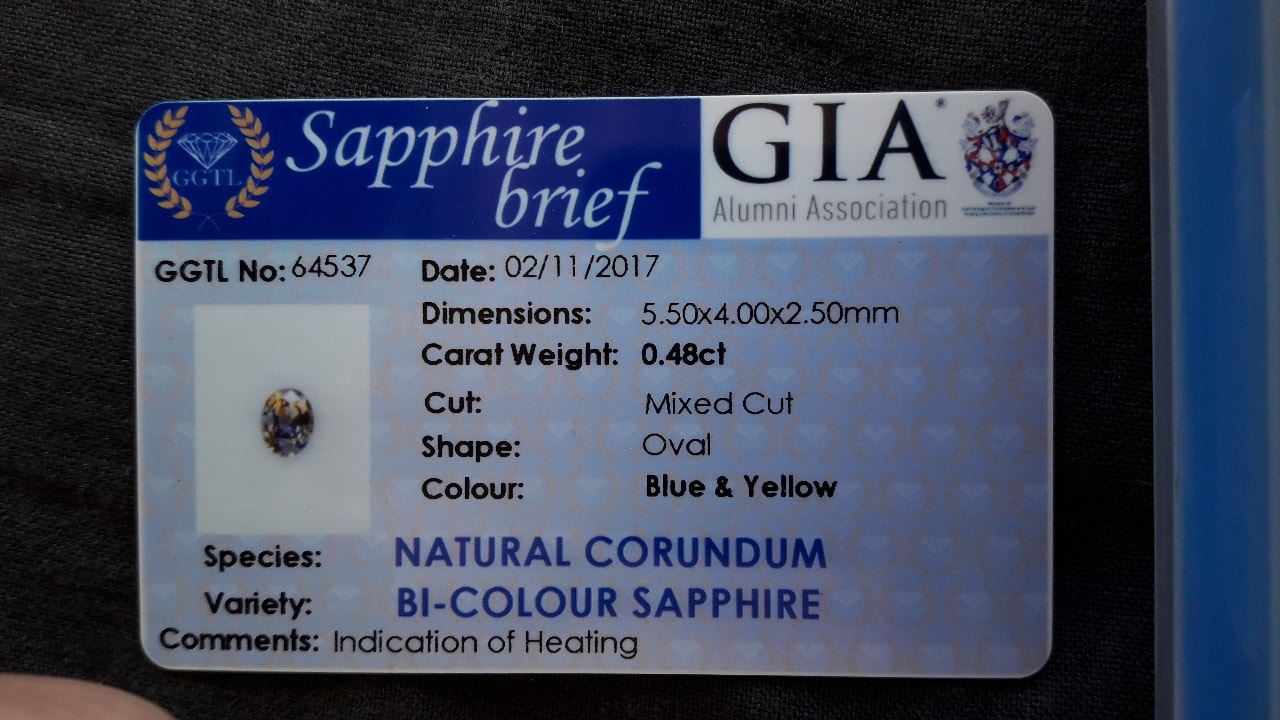 GGTL
Sapphire
brief
GIA®
Alumni Association
GGTL No: 64537
Date: 02/11/2017
Dimensions: 5.50x4.00x2.50mm
Carat Weight: 0.48ct
Cut: Mixed Cut
Shape: Oval
Colour: Blue & Yellow
Species: NATURAL CORUNDUM
Variety: BI-COLOUR SAPPHIRE
Comments: Indication of Heating